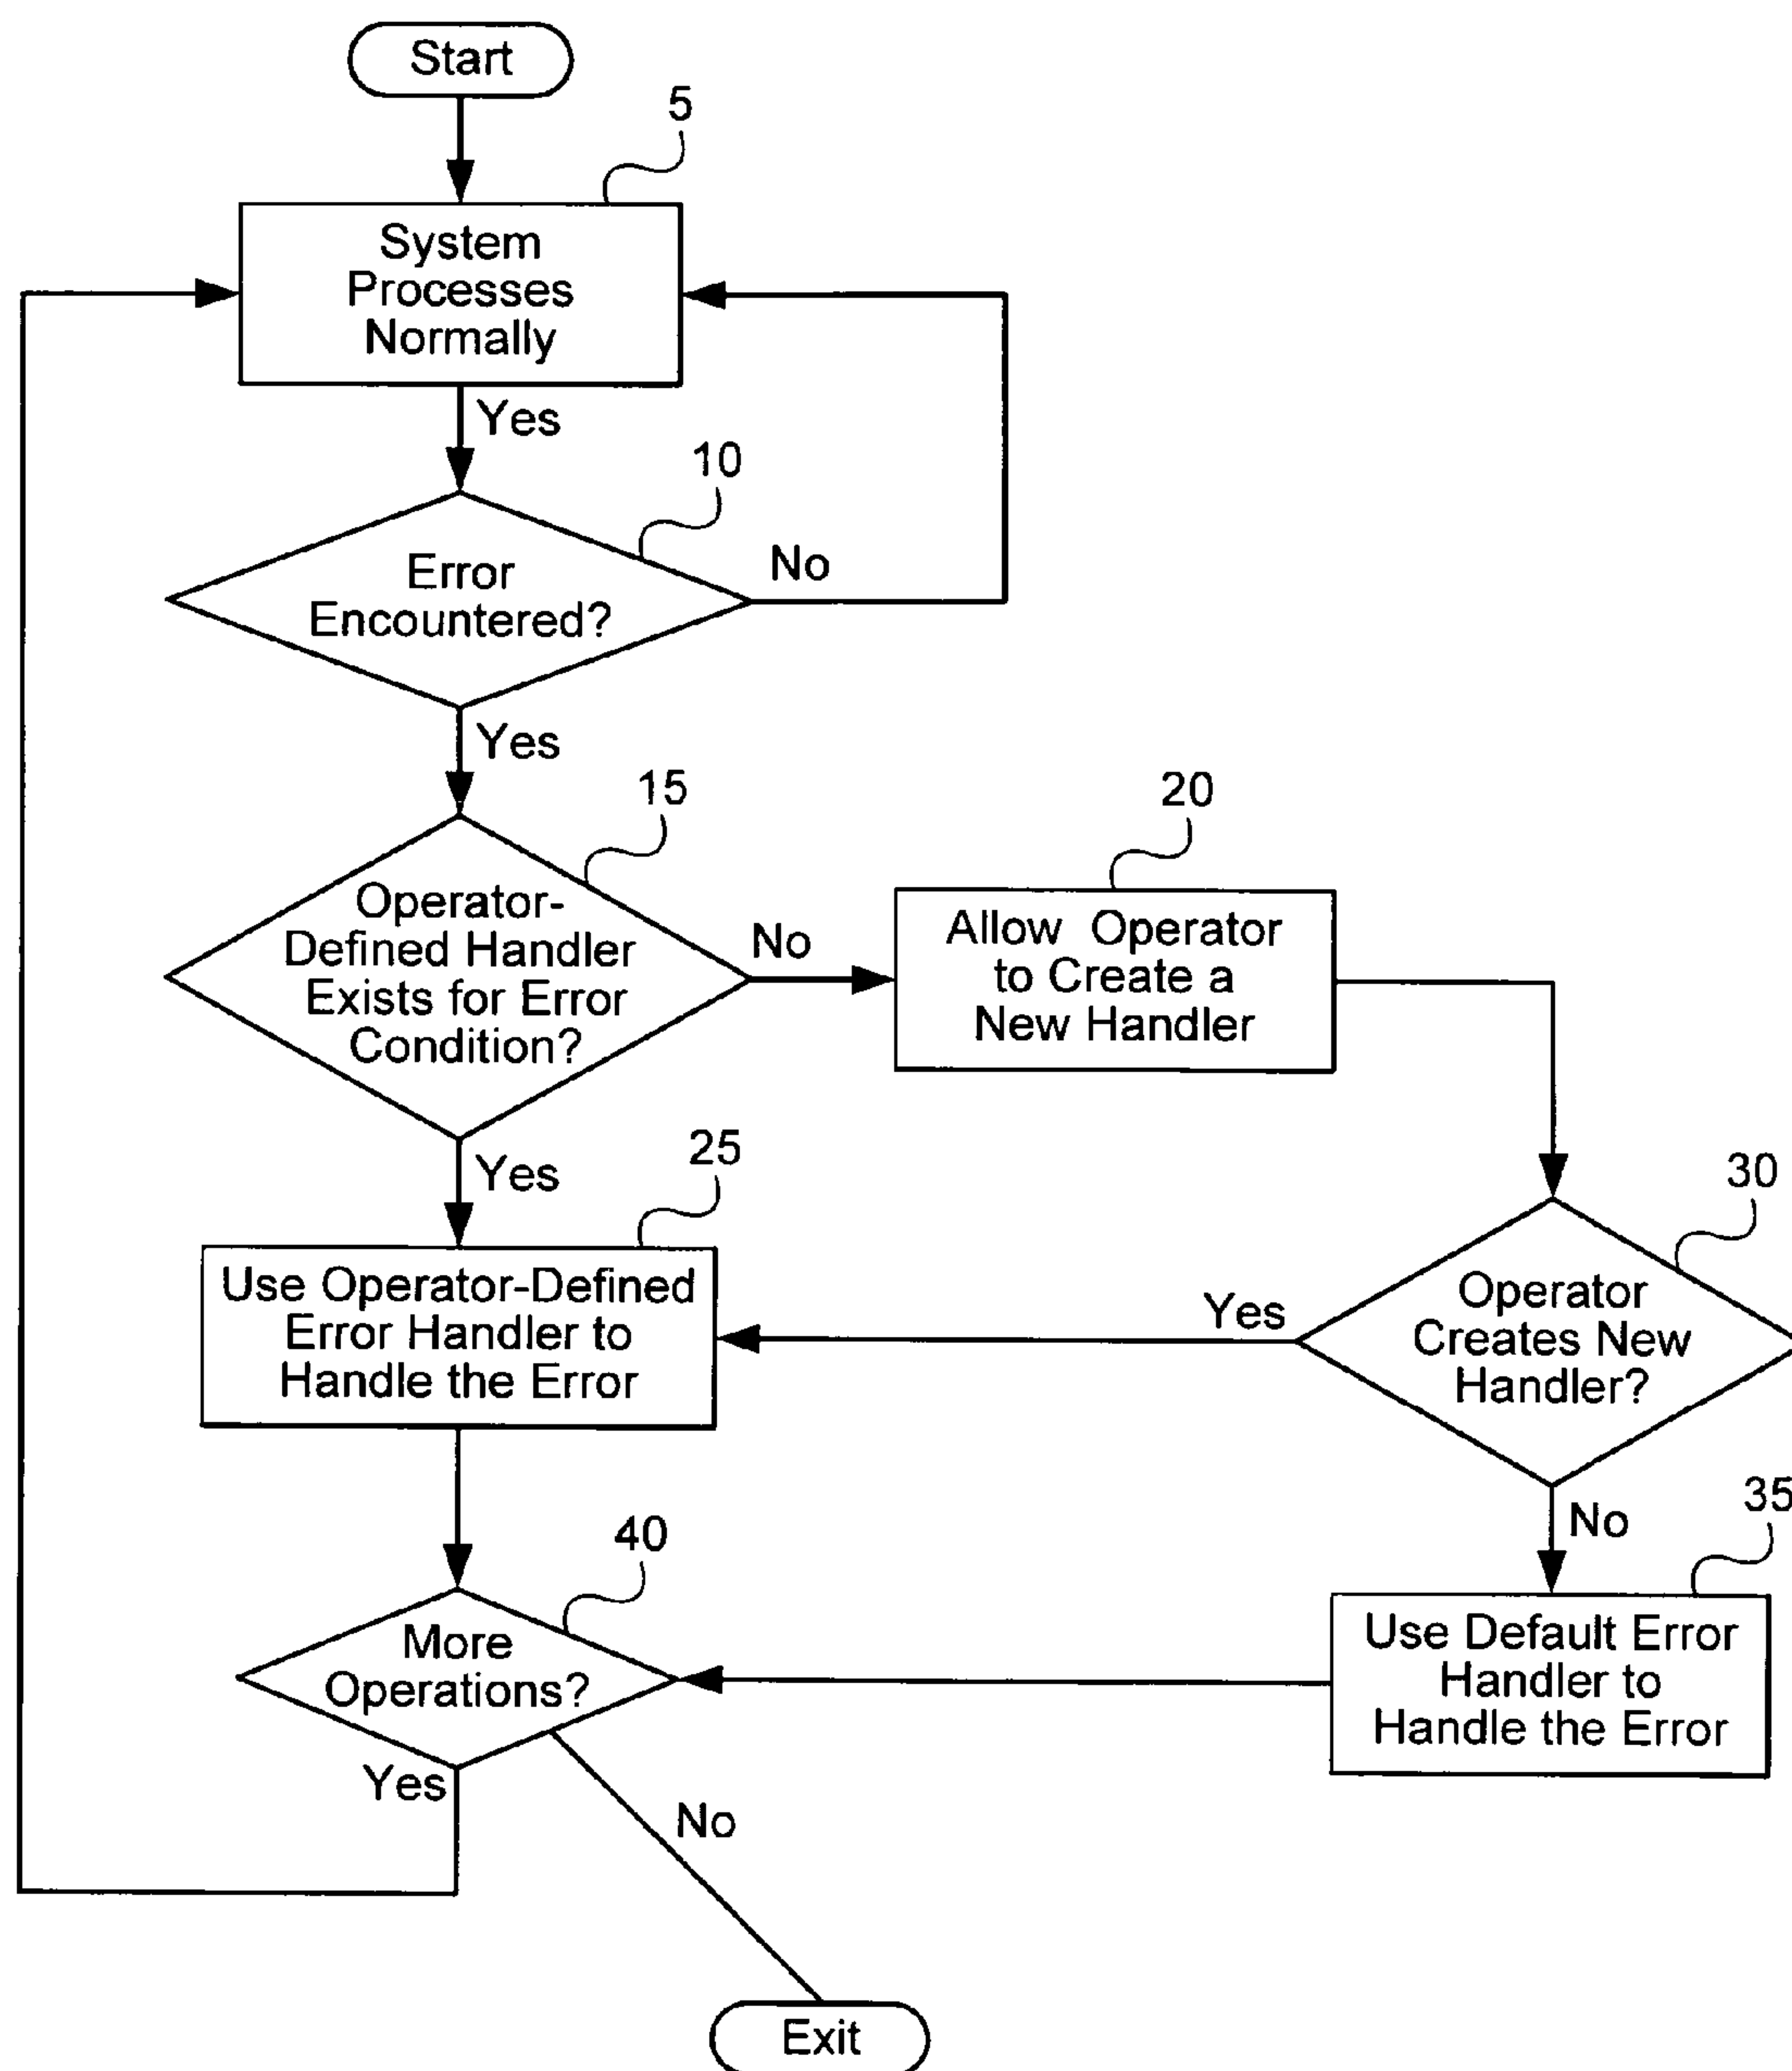 Start
5
System
Processes
Normally
Yes
10
Error
Encountered?
No
Yes
15
Operator-
Defined Handler
Exists for Error
Condition?
No
20
Allow Operator
to Create a
New Handler
Yes
25
Use Operator-Defined
Error Handler to
Handle the Error
30
Operator
Creates New
Handler?
Yes
No
35
Use Default Error
Handler to
Handle the Error
40
More
Operations?
Yes
No
Exit